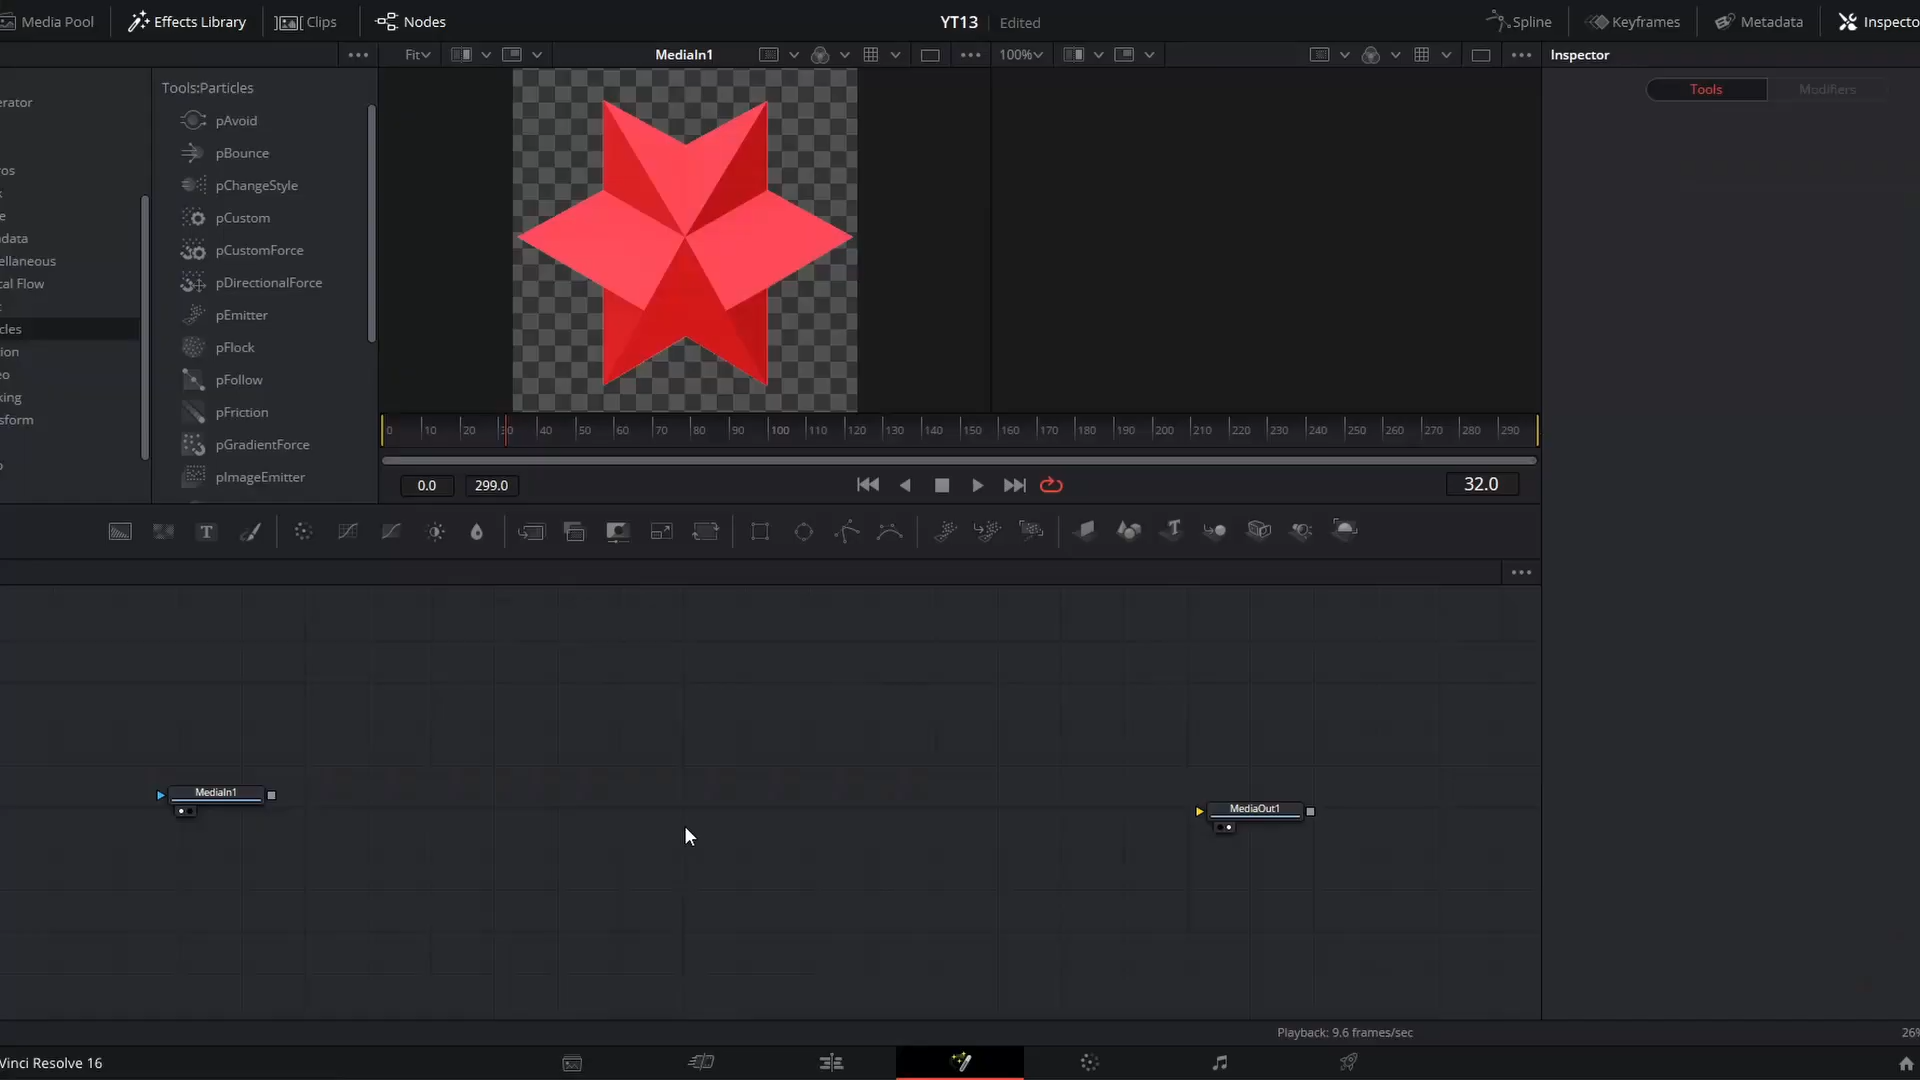 Media Pool
Effects Library
Clips
Nodes
YT13
Edited
Spline
Keyframes
Metadata
Inspecto
Fit
MediaIn1
100%
Inspector
Tools
Modifiers
erator
os
e
data
ellaneous
cal Flow
cles
ion
eo
king
sform
o
Tools:Particles
pAvoid
pBounce
pChangeStyle
pCustom
pCustomForce
pDirectionalForce
pEmitter
pFlock
pFollow
pFriction
pGradientForce
pImageEmitter
0 10 20 30 40 50 60 70 80 90 100 110 120 130 140 150 160 170 180 190 200 210 220 230 240 250 260 270 280 290
0.0
299.0
32.0
T
T
MediaIn1
MediaOut1
Playback: 9.6 frames/sec
26%
Vinci Resolve 16